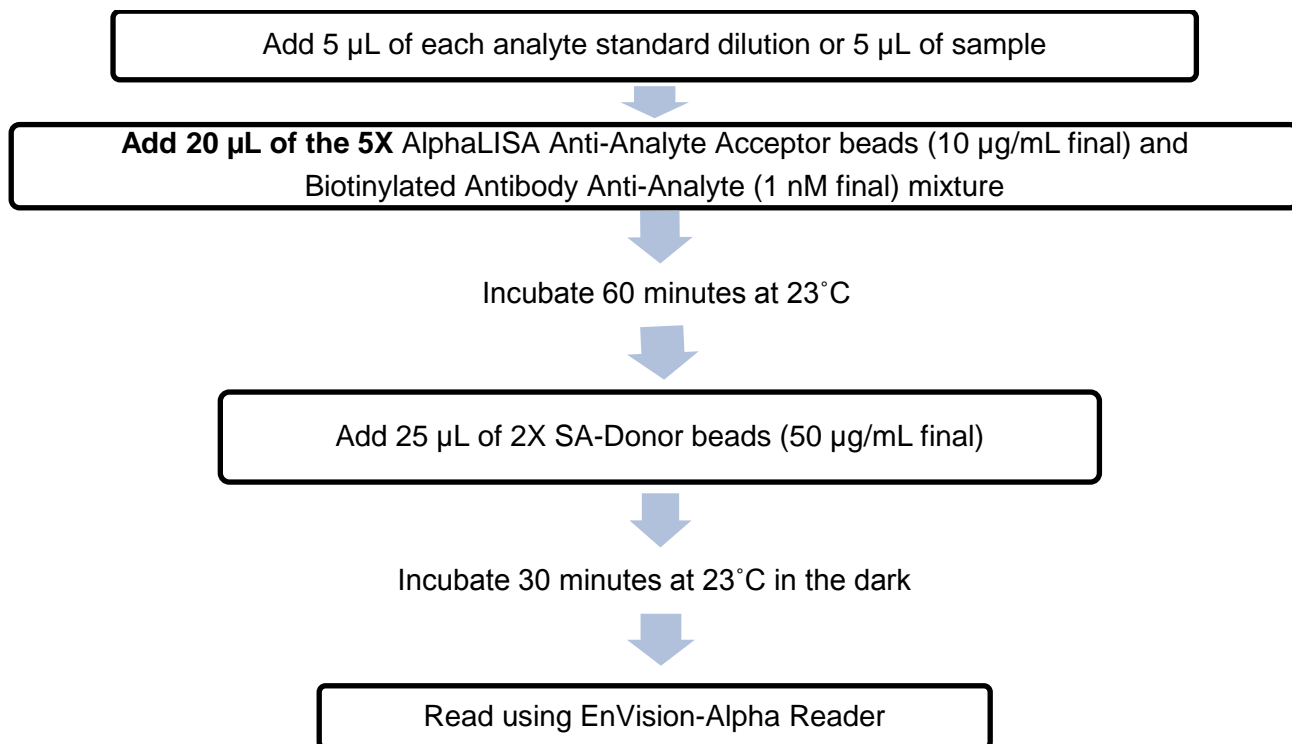 Add 5 µL of each analyte standard dilution or 5 µL of sample
Add 20 µL of the 5X AlphaLISA Anti-Analyte Acceptor beads (10 µg/mL final) and
Biotinylated Antibody Anti-Analyte (1 nM final) mixture
Incubate 60 minutes at 23˚C
Add 25 µL of 2X SA-Donor beads (50 µg/mL final)
Incubate 30 minutes at 23˚C in the dark
Read using EnVision-Alpha Reader